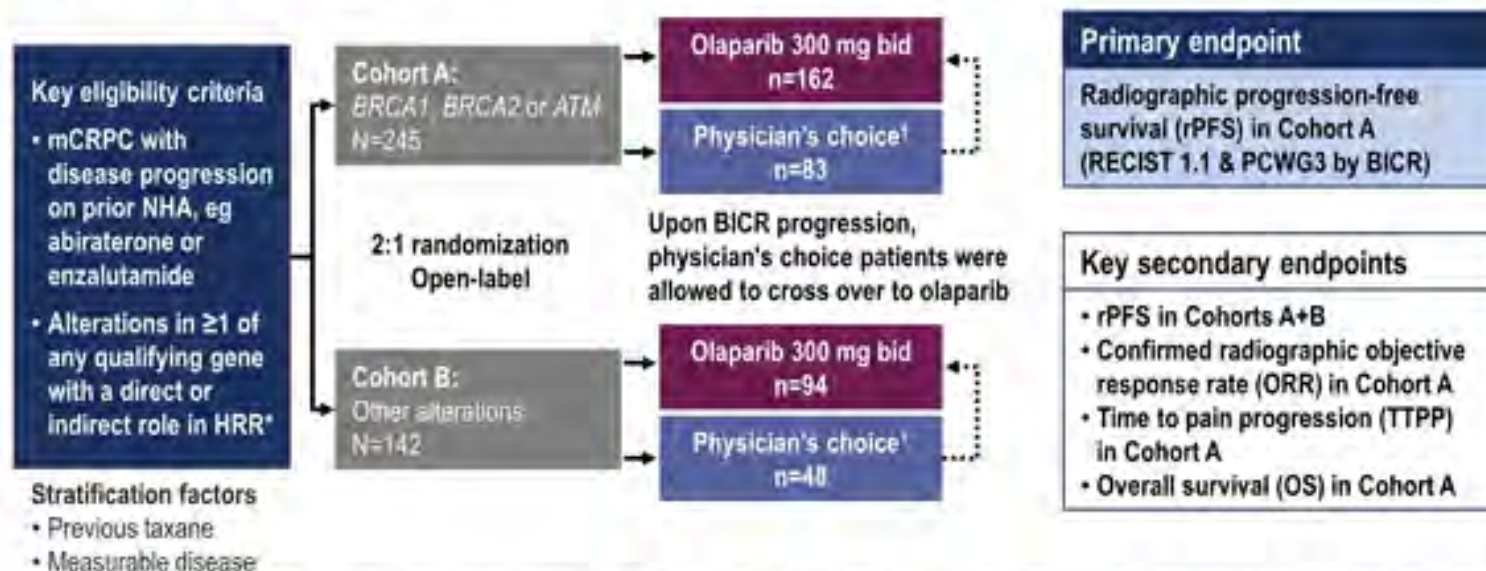 Key eligibility criteria
• mCRPC with
disease progression
on prior NHA, eg
abiraterone or
enzalutamide
• Alterations in ≥1 of
any qualifying gene
with a direct or
indirect role in HRR*
Stratification factors
• Previous taxane
• Measurable disease
Cohort A:
BRCA1, BRCA2 or ATM
N=245
2:1 randomization
Open-label
Cohort B:
Other alterations
N=142
Olaparib 300 mg bid
n=162
Physician's choice†
n=83
Upon BICR progression,
physician's choice patients were
allowed to cross over to olaparib
Olaparib 300 mg bid
n=94
Physician's choice†
n=48
Primary endpoint
Radiographic progression-free
survival (rPFS) in Cohort A
(RECIST 1.1 & PCWG3 by BICR)
Key secondary endpoints
• rPFS in Cohorts A+B
• Confirmed radiographic objective
response rate (ORR) in Cohort A
• Time to pain progression (TTPP)
in Cohort A
• Overall survival (OS) in Cohort A